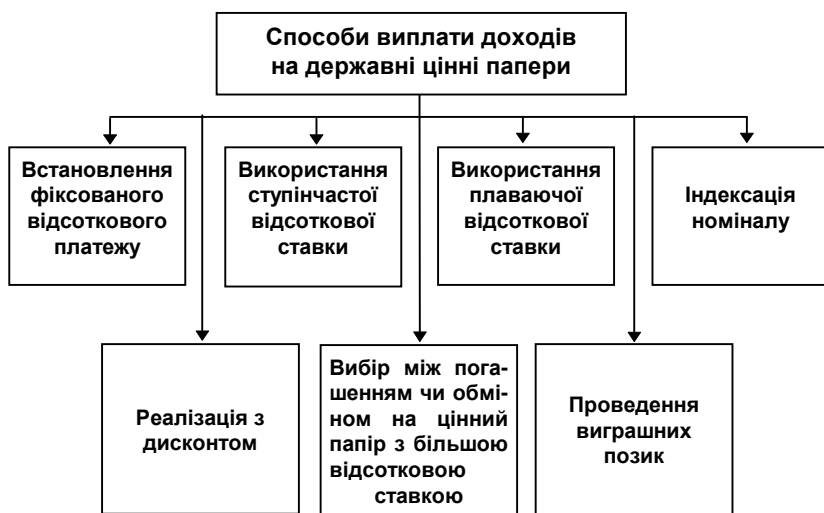 Способи виплати доходів
на державні цінні папери
Встановлення
фіксованого
відсоткового
платежу
Використання
ступінчастої
відсоткової
ставки
Використання
плаваючої
відсоткової
ставки
Індексація
номіналу
Реалізація з
дисконтом
Вибір між пога-
шенням чи обмі-
ном на цінний
папір з більшою
відсотковою
ставкою
Проведення
виграшних
позик